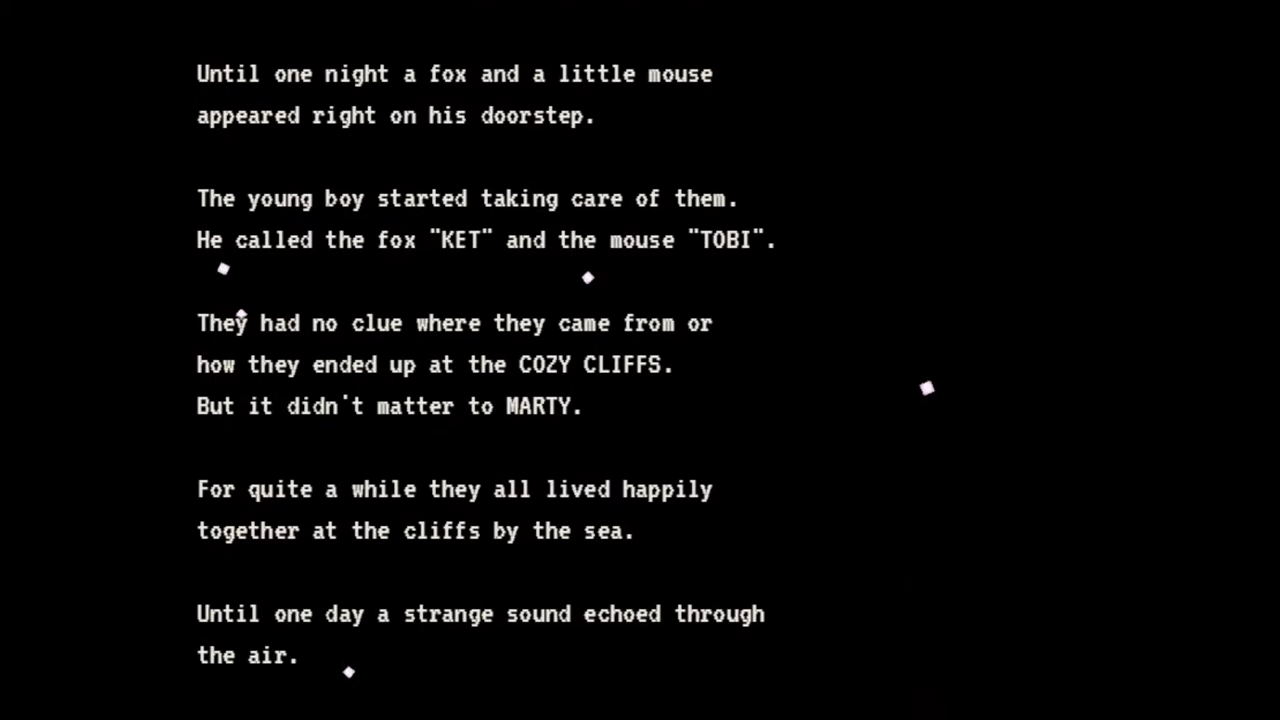 Until one night a fox and a little mouse
appeared right on his doorstep.
The young boy started taking care of them.
He called the fox "KET" and the mouse "TOBI".
They had no clue where they came from or
how they ended up at the COZY CLIFFS.
But it didn't matter to MARTY.
For quite a while they all lived happily
together at the cliffs by the sea.
Until one day a strange sound echoed through
the air.